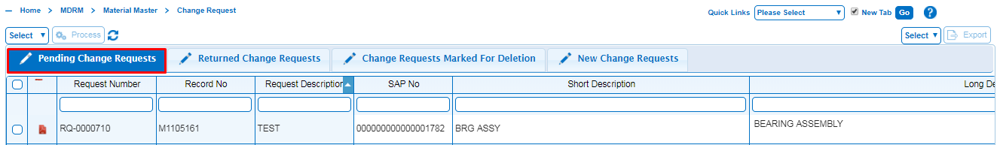 Home > MDRM > Material Master > Change Request
Quick Links Please Select New Tab Go ?
Select Process Select Export
Pending Change Requests Returned Change Requests Change Requests Marked For Deletion New Change Requests
Request Number Record No Request Description SAP No Short Description Long De
RQ-0000710 M1105161 TEST 000000000000001782 BRG ASSY BEARING ASSEMBLY